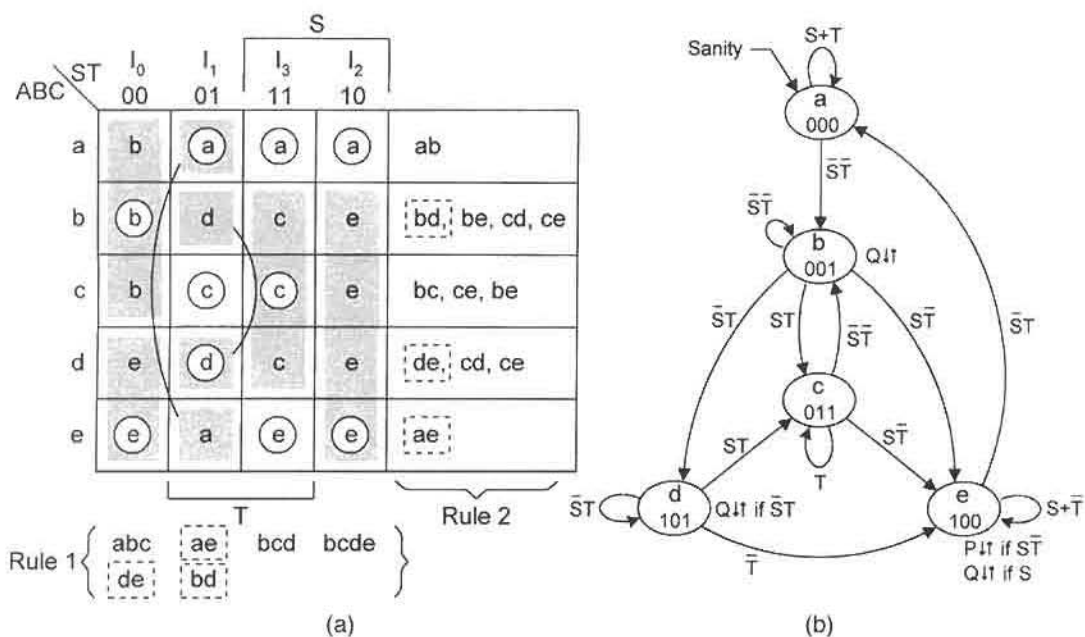 S
ST I₀ I₁ I₃ I₂
ABC 00 01 11 10
a b a a a ab
b b d c e bd, be, cd, ce
c b c c e bc, ce, be
d e d c e de, cd, ce
e e a e e ae
T Rule 2
Rule 1 abc ae bcd bcde
de bd
(a)
S+T
Sanity
a
000
S̅T̅
S̅T̅
b
001
Q↓↑
S̅T ST S̅T̅ ST̅ S̅T
c
011
ST ST̅
T
S̅T
d
101
Q↓↑ if S̅T
e
100
S+T̅
T̅
P↓↑ if ST̅
Q↓↑ if S
(b)